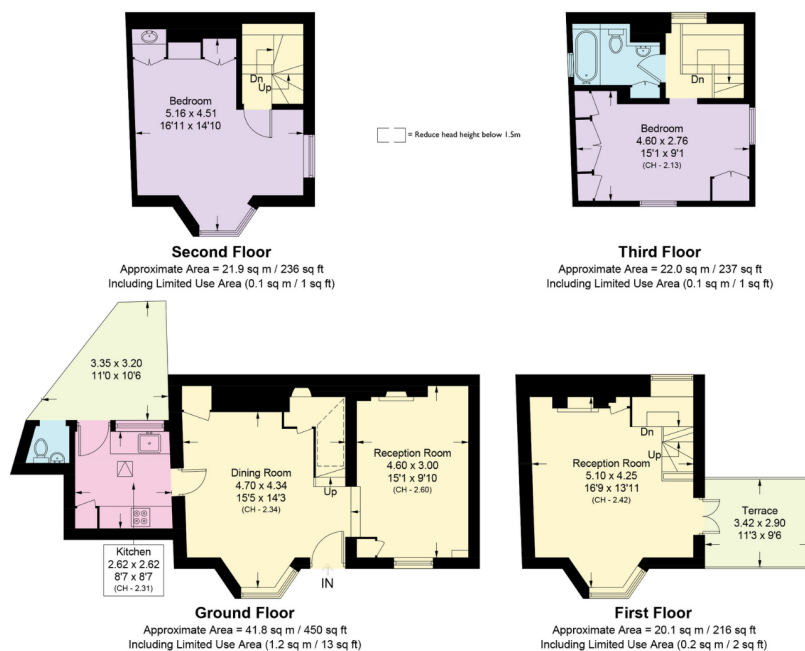 Dn
Up
Bedroom
5.16 x 4.51
16'11 x 14'10
Second Floor
Approximate Area = 21.9 sq m / 236 sq ft
Including Limited Use Area (0.1 sq m / 1 sq ft)
= Reduce head height below 1.5m
Dn
Bedroom
4.60 x 2.76
15'1 x 9'1
(CH - 2.13)
Third Floor
Approximate Area = 22.0 sq m / 237 sq ft
Including Limited Use Area (0.1 sq m / 1 sq ft)
3.35 x 3.20
11'0 x 10'6
Kitchen
2.62 x 2.62
8'7 x 8'7
(CH - 2.31)
Dining Room
4.70 x 4.34
15'5 x 14'3
(CH - 2.34)
Up
IN
Reception Room
4.60 x 3.00
15'1 x 9'10
(CH - 2.60)
Ground Floor
Approximate Area = 41.8 sq m / 450 sq ft
Including Limited Use Area (1.2 sq m / 13 sq ft)
Dn
Up
Reception Room
5.10 x 4.25
16'9 x 13'11
(CH - 2.42)
Terrace
3.42 x 2.90
11'3 x 9'6
First Floor
Approximate Area = 20.1 sq m / 216 sq ft
Including Limited Use Area (0.2 sq m / 2 sq ft)